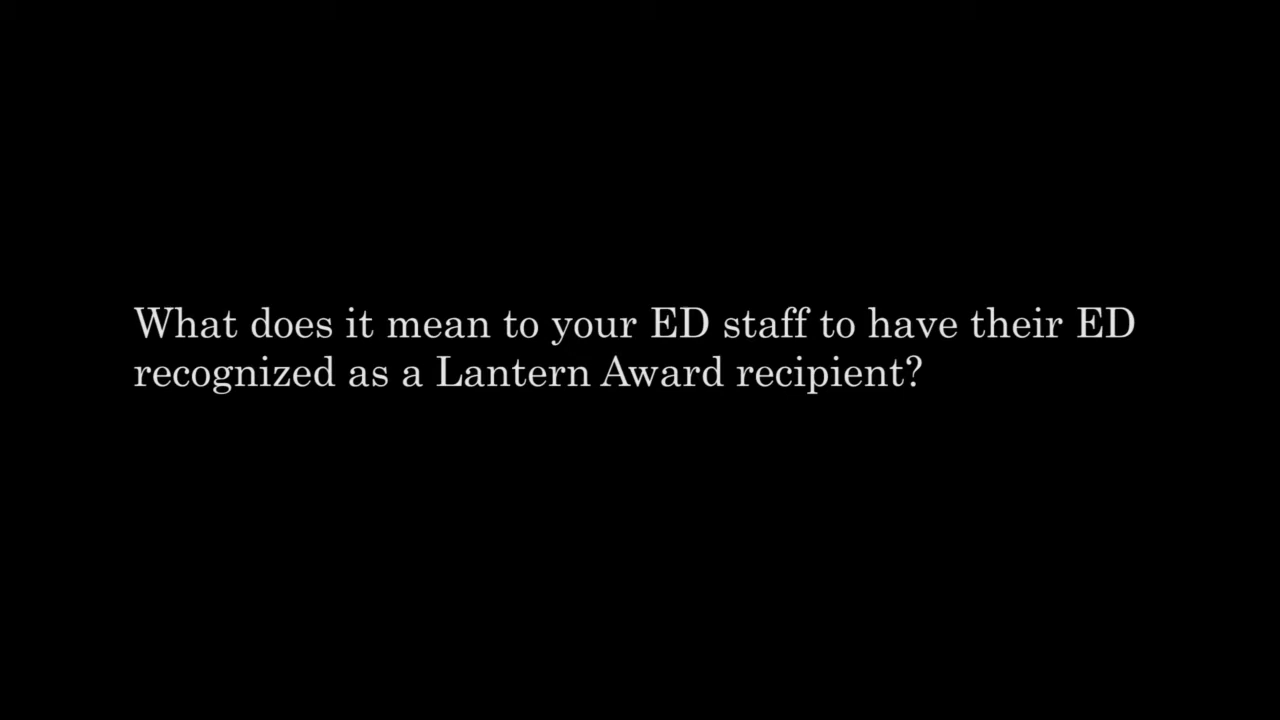 What does it mean to your ED staff to have their ED
recognized as a Lantern Award recipient?